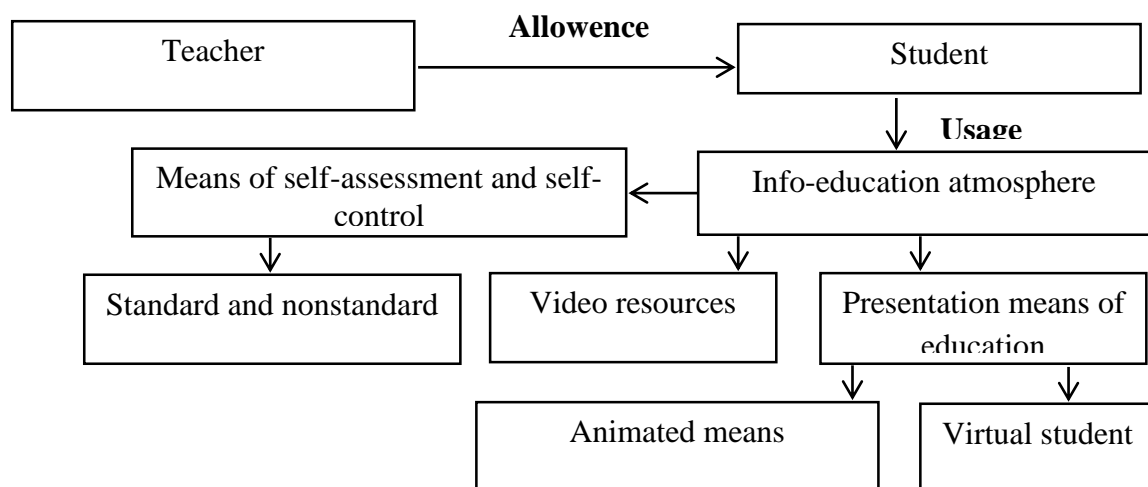 Allowence
Teacher
Student
Usage
Means of self-assessment and self-
control
Info-education atmosphere
Standard and nonstandard
Video resources
Presentation means of
education
Animated means
Virtual student